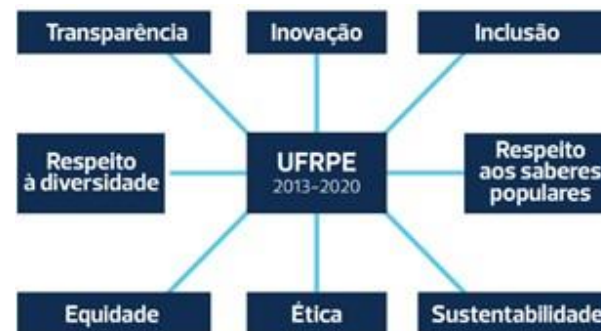 Transparência
Inovação
Inclusão
Respeito
à diversidade
UFRPE
2013-2020
Respeito
aos saberes
populares
Equidade
Ética
Sustentabilidade